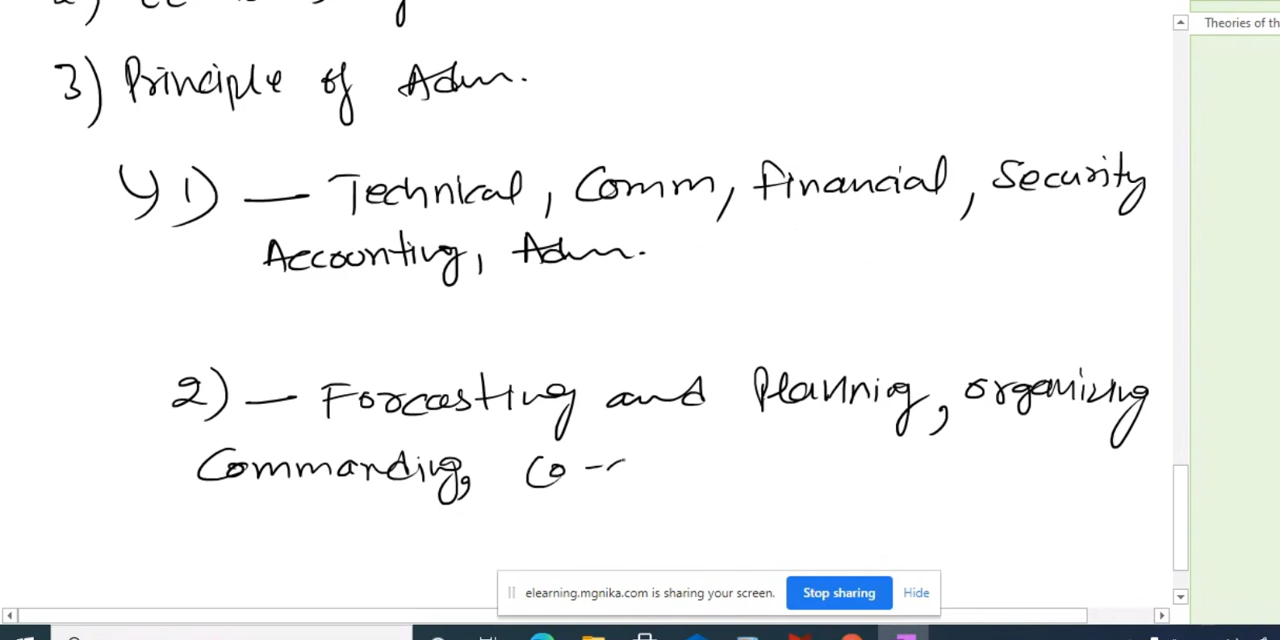 Theories of th
3) Principle of Adm.
1) — Technical, Comm, financial, Security
Accounting, Adm.
2) — Forcasting and Planning, organizing
Commanding, Co-
elearning.mgnika.com is sharing your screen. Stop sharing Hide